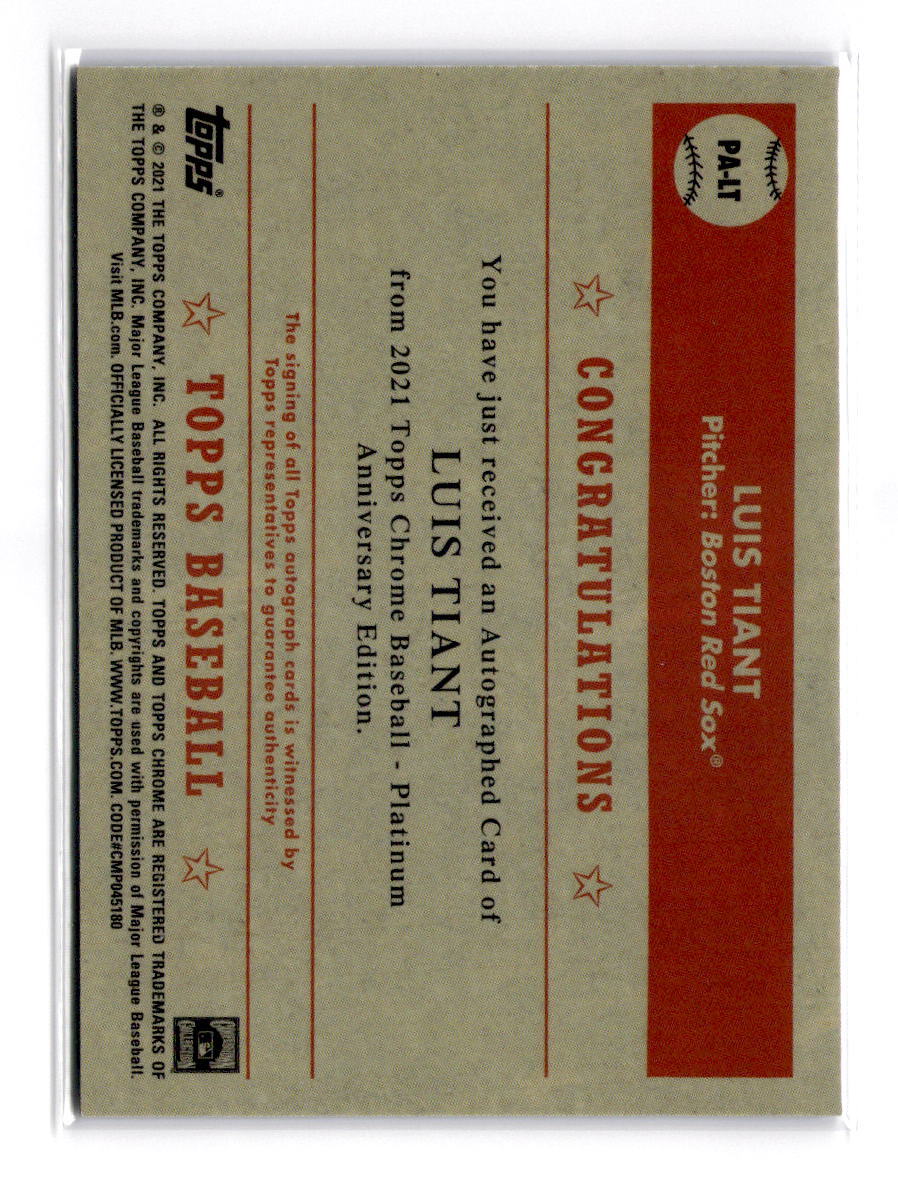 PA-LT
LUIS TIANT
Pitcher: Boston Red Sox®
CONGRATULATIONS
You have just received an Autographed Card of
LUIS TIANT
from 2021 Topps Chrome Baseball - Platinum
Anniversary Edition.
The signing of all Topps autograph cards is witnessed by
Topps representatives to guarantee authenticity
topps®
TOPPS BASEBALL
® & © 2021 THE TOPPS COMPANY, INC. ALL RIGHTS RESERVED. TOPPS AND TOPPS CHROME ARE REGISTERED TRADEMARKS OF
THE TOPPS COMPANY, INC. Major League Baseball trademarks and copyrights are used with permission of Major League Baseball.
Visit MLB.com. OFFICIALLY LICENSED PRODUCT OF MLB. WWW.TOPPS.COM. CODE#CMP045180